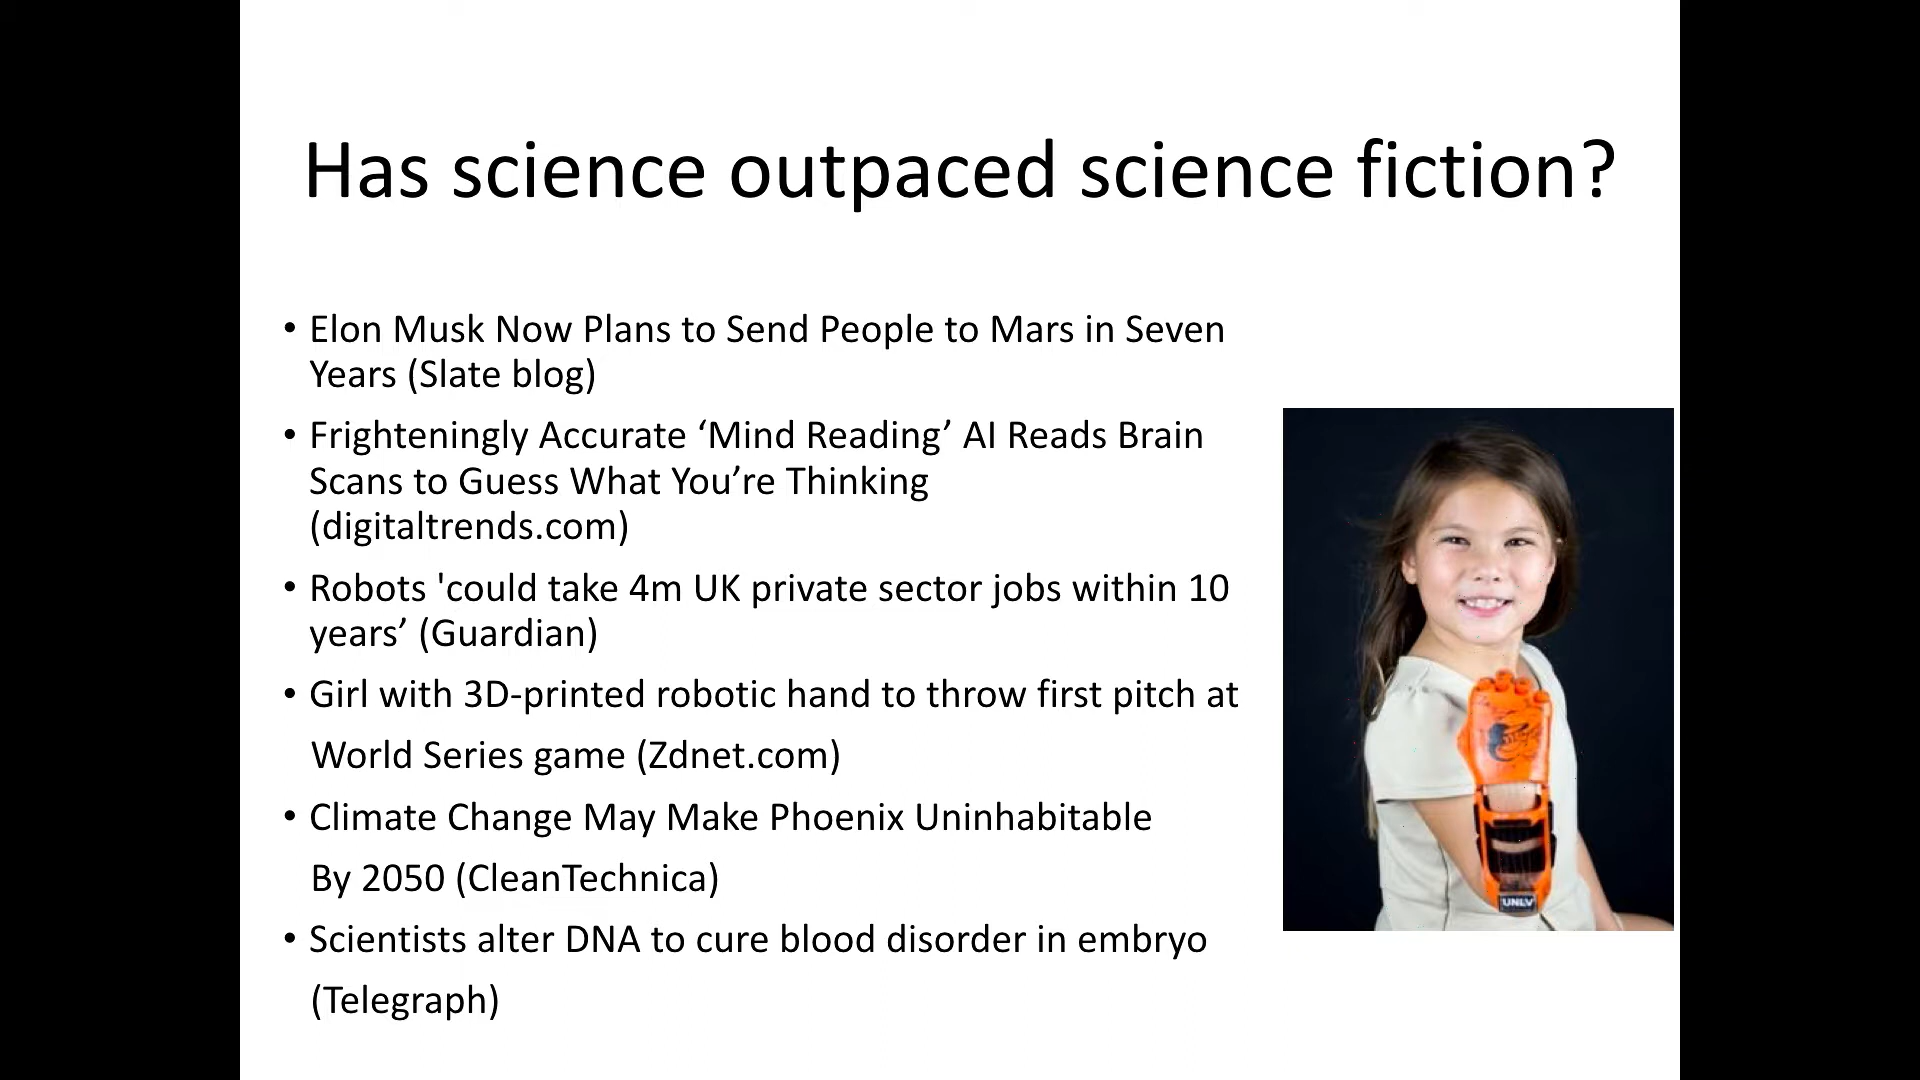 Has science outpaced science fiction?
• Elon Musk Now Plans to Send People to Mars in Seven
Years (Slate blog)
• Frighteningly Accurate ‘Mind Reading’ AI Reads Brain
Scans to Guess What You’re Thinking
(digitaltrends.com)
• Robots 'could take 4m UK private sector jobs within 10
years’ (Guardian)
• Girl with 3D-printed robotic hand to throw first pitch at
World Series game (Zdnet.com)
• Climate Change May Make Phoenix Uninhabitable
By 2050 (CleanTechnica)
• Scientists alter DNA to cure blood disorder in embryo
(Telegraph)
UNLV